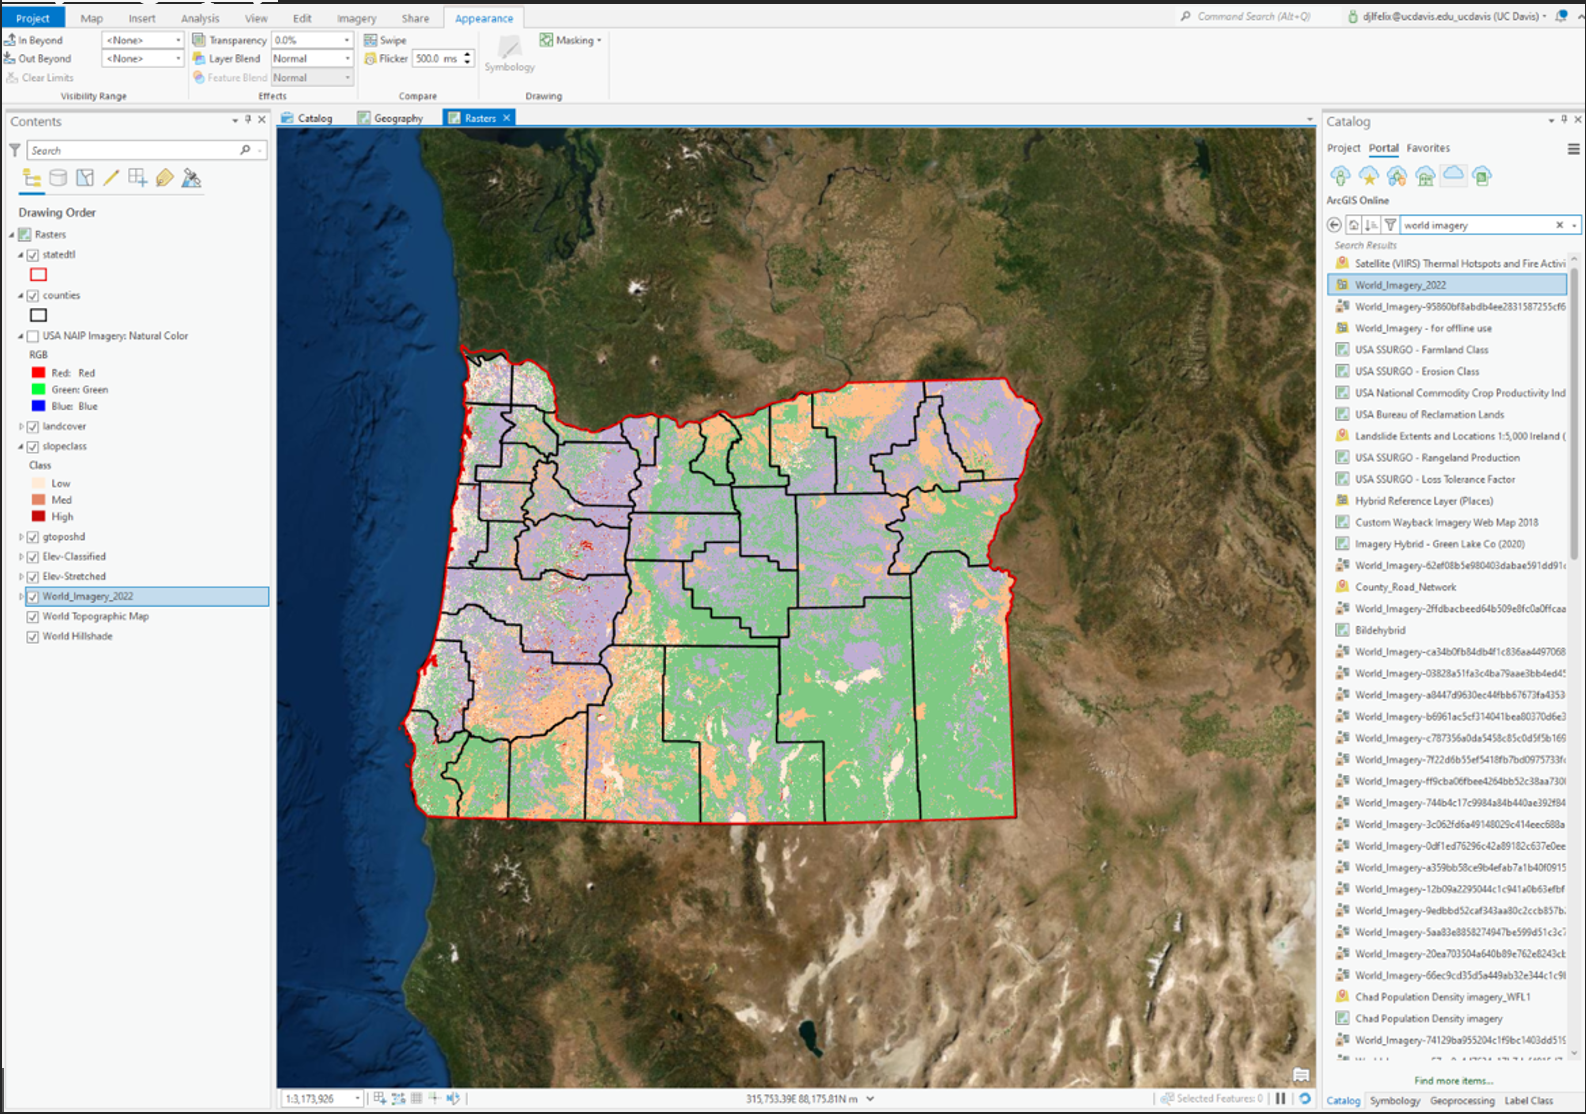 Project Map Insert Analysis View Edit Imagery Share Appearance
Command Search (Alt+Q)
djlfelix@ucdavis.edu_ucdavis (UC Davis)
In Beyond <None>
Out Beyond <None>
Clear Limits
Visibility Range
Transparency 0.0%
Layer Blend Normal
Feature Blend Normal
Effects
Swipe
Flicker 500.0 ms
Compare
Symbology
Masking
Drawing
Contents
Search
Drawing Order
Rasters
statedtl
counties
USA NAIP Imagery: Natural Color
RGB
Red: Red
Green: Green
Blue: Blue
landcover
slopeclass
Class
Low
Med
High
gtoposhd
Elev-Classified
Elev-Stretched
World_Imagery_2022
World Topographic Map
World Hillshade
Catalog Geography Rasters
1:3,173,926
315,753.39E 88,175.81N m
Selected Features: 0
Catalog
Project Portal Favorites
ArcGIS Online
world imagery
Search Results
Satellite (VIIRS) Thermal Hotspots and Fire Activi
World_Imagery_2022
World_Imagery-95860bf8abdb4ee2831587255cf6
World_Imagery - for offline use
USA SSURGO - Farmland Class
USA SSURGO - Erosion Class
USA National Commodity Crop Productivity Ind
USA Bureau of Reclamation Lands
Landslide Extents and Locations 1:5,000 Ireland (
USA SSURGO - Rangeland Production
USA SSURGO - Loss Tolerance Factor
Hybrid Reference Layer (Places)
Custom Wayback Imagery Web Map 2018
Imagery Hybrid - Green Lake Co (2020)
World_Imagery-62ef08b5e980403dabae591dd91
County_Road_Network
World_Imagery-2ffdbacbeed64b509e8fc0a0ffcaa
Bildehybrid
World_Imagery-ca34b0fb84db4f1c836aa4497068
World_Imagery-03828a51fa3c4ba79aae3bb4ed45
World_Imagery-a8447d9630ec44fbb67673fa4353
World_Imagery-b6961ac5cf314041bea80370d6e3
World_Imagery-c787356a0da5458c85c0d5f5b169
World_Imagery-7f22d6b55ef5418fb7bd0975733f
World_Imagery-ff9cba06fbee4264bb52c38aa730
World_Imagery-744b4c17c9984a84b440ae392f84
World_Imagery-3c062fd6a49148029c414eec688a
World_Imagery-0df1ed76296c42a89182c637e0ee
World_Imagery-a359bb58ce9b4efab7a1b40f0915
World_Imagery-12b09a2295044c1c941a0b63efbf
World_Imagery-9edbbd52caf343aa80c2ccb857b
World_Imagery-5aa83e8858274947be599d51c3c7
World_Imagery-20ea703504a640b89e762e8243cb
World_Imagery-66ec9cd35d5a449ab32e344c1c9
Chad Population Density imagery_WFL1
Chad Population Density imagery
World_Imagery-74129ba955204c1f9bc1403dd519
Find more items...
Catalog Symbology Geoprocessing Label Class